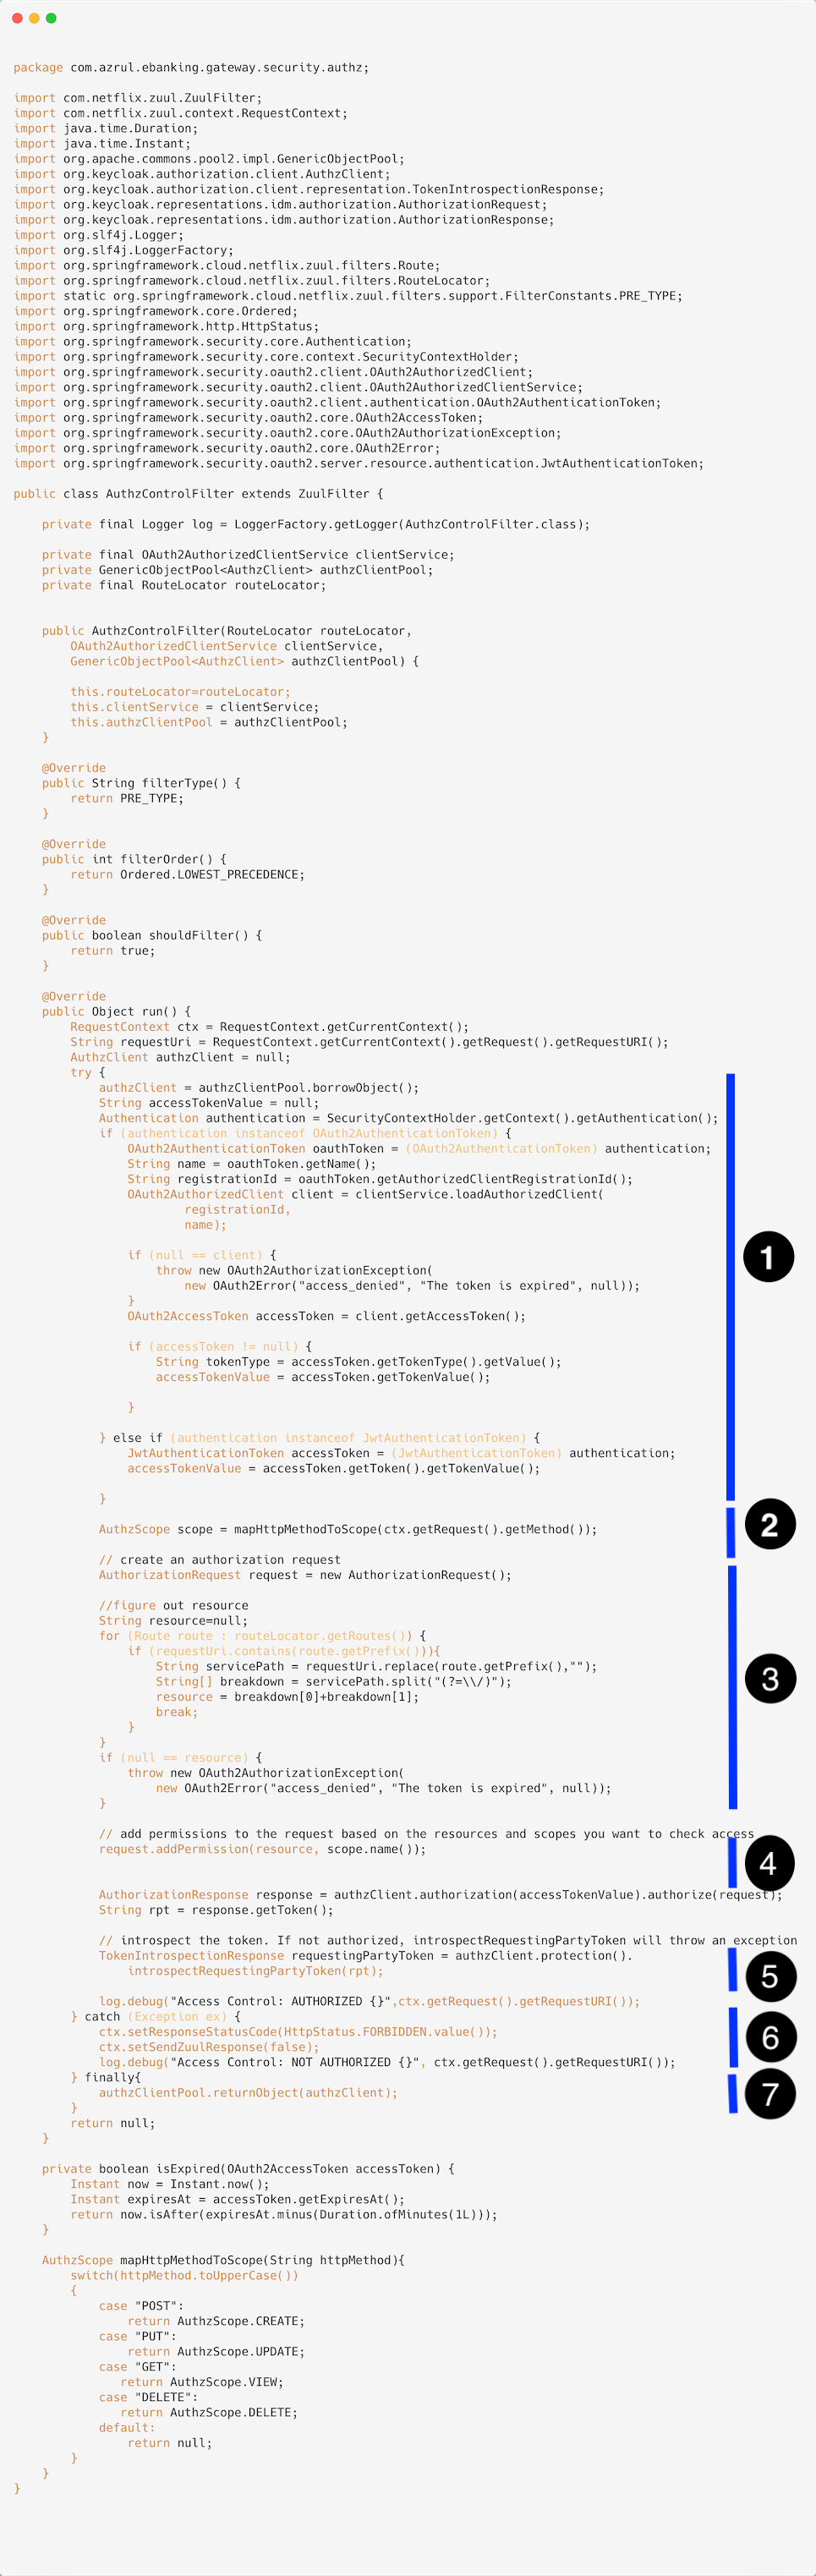 package com.azrul.ebanking.gateway.security.authz;
import com.netflix.zuul.ZuulFilter;
import com.netflix.zuul.context.RequestContext;
import java.time.Duration;
import java.time.Instant;
import org.apache.commons.pool2.impl.GenericObjectPool;
import org.keycloak.authorization.client.AuthzClient;
import org.keycloak.authorization.client.representation.TokenIntrospectionResponse;
import org.keycloak.representations.idm.authorization.AuthorizationRequest;
import org.keycloak.representations.idm.authorization.AuthorizationResponse;
import org.slf4j.Logger;
import org.slf4j.LoggerFactory;
import org.springframework.cloud.netflix.zuul.filters.Route;
import org.springframework.cloud.netflix.zuul.filters.RouteLocator;
import static org.springframework.cloud.netflix.zuul.filters.support.FilterConstants.PRE_TYPE;
import org.springframework.core.Ordered;
import org.springframework.http.HttpStatus;
import org.springframework.security.core.Authentication;
import org.springframework.security.core.context.SecurityContextHolder;
import org.springframework.security.oauth2.client.OAuth2AuthorizedClient;
import org.springframework.security.oauth2.client.OAuth2AuthorizedClientService;
import org.springframework.security.oauth2.client.authentication.OAuth2AuthenticationToken;
import org.springframework.security.oauth2.core.OAuth2AccessToken;
import org.springframework.security.oauth2.core.OAuth2AuthorizationException;
import org.springframework.security.oauth2.core.OAuth2Error;
import org.springframework.security.oauth2.server.resource.authentication.JwtAuthenticationToken;
public class AuthzControlFilter extends ZuulFilter {
private final Logger log = LoggerFactory.getLogger(AuthzControlFilter.class);
private final OAuth2AuthorizedClientService clientService;
private GenericObjectPool<AuthzClient> authzClientPool;
private final RouteLocator routeLocator;
public AuthzControlFilter(RouteLocator routeLocator,
OAuth2AuthorizedClientService clientService,
GenericObjectPool<AuthzClient> authzClientPool) {
this.routeLocator=routeLocator;
this.clientService = clientService;
this.authzClientPool = authzClientPool;
}
@Override
public String filterType() {
return PRE_TYPE;
}
@Override
public int filterOrder() {
return Ordered.LOWEST_PRECEDENCE;
}
@Override
public boolean shouldFilter() {
return true;
}
@Override
public Object run() {
RequestContext ctx = RequestContext.getCurrentContext();
String requestUri = RequestContext.getCurrentContext().getRequest().getRequestURI();
AuthzClient authzClient = null;
try {
authzClient = authzClientPool.borrowObject();
String accessTokenValue = null;
Authentication authentication = SecurityContextHolder.getContext().getAuthentication();
if (authentication instanceof OAuth2AuthenticationToken) {
OAuth2AuthenticationToken oauthToken = (OAuth2AuthenticationToken) authentication;
String name = oauthToken.getName();
String registrationId = oauthToken.getAuthorizedClientRegistrationId();
OAuth2AuthorizedClient client = clientService.loadAuthorizedClient(
registrationId,
name);
if (null == client) {
1
throw new OAuth2AuthorizationException(
new OAuth2Error("access_denied", "The token is expired", null));
}
OAuth2AccessToken accessToken = client.getAccessToken();
if (accessToken != null) {
String tokenType = accessToken.getTokenType().getValue();
accessTokenValue = accessToken.getTokenValue();
}
} else if (authentication instanceof JwtAuthenticationToken) {
JwtAuthenticationToken accessToken = (JwtAuthenticationToken) authentication;
accessTokenValue = accessToken.getToken().getTokenValue();
}
2
AuthzScope scope = mapHttpMethodToScope(ctx.getRequest().getMethod());
// create an authorization request
AuthorizationRequest request = new AuthorizationRequest();
//figure out resource
String resource=null;
for (Route route : routeLocator.getRoutes()) {
if (requestUri.contains(route.getPrefix())){
String servicePath = requestUri.replace(route.getPrefix(),"");
3
String[] breakdown = servicePath.split("(?=\\/)");
resource = breakdown[0]+breakdown[1];
break;
}
}
if (null == resource) {
throw new OAuth2AuthorizationException(
new OAuth2Error("access_denied", "The token is expired", null));
}
// add permissions to the request based on the resources and scopes you want to check access
request.addPermission(resource, scope.name());
4
AuthorizationResponse response = authzClient.authorization(accessTokenValue).authorize(request);
String rpt = response.getToken();
// introspect the token. If not authorized, introspectRequestingPartyToken will throw an exception
TokenIntrospectionResponse requestingPartyToken = authzClient.protection().
introspectRequestingPartyToken(rpt);
5
log.debug("Access Control: AUTHORIZED {}",ctx.getRequest().getRequestURI());
} catch (Exception ex) {
ctx.setResponseStatusCode(HttpStatus.FORBIDDEN.value());
6
ctx.setSendZuulResponse(false);
log.debug("Access Control: NOT AUTHORIZED {}", ctx.getRequest().getRequestURI());
} finally{
authzClientPool.returnObject(authzClient);
7
}
return null;
}
private boolean isExpired(OAuth2AccessToken accessToken) {
Instant now = Instant.now();
Instant expiresAt = accessToken.getExpiresAt();
return now.isAfter(expiresAt.minus(Duration.ofMinutes(1L)));
}
AuthzScope mapHttpMethodToScope(String httpMethod){
switch(httpMethod.toUpperCase())
{
case "POST":
return AuthzScope.CREATE;
case "PUT":
return AuthzScope.UPDATE;
case "GET":
return AuthzScope.VIEW;
case "DELETE":
return AuthzScope.DELETE;
default:
return null;
}
}
}